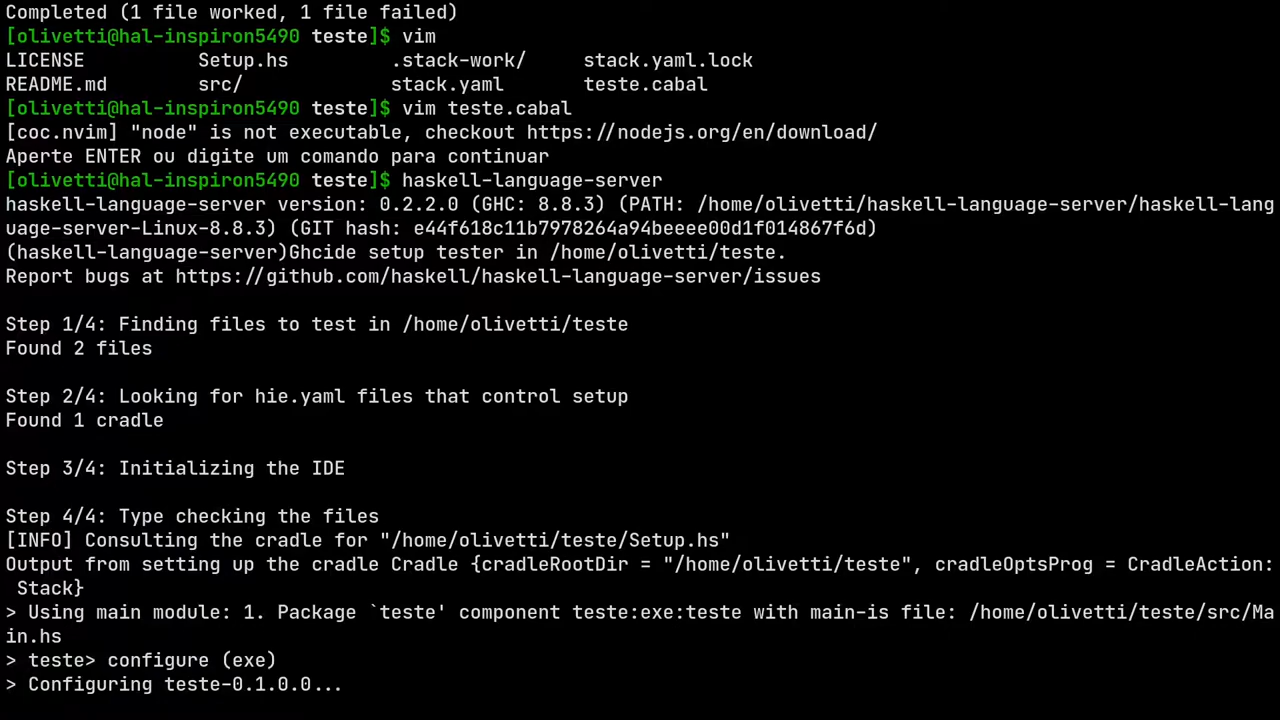 Completed (1 file worked, 1 file failed)
[olivetti@hal-inspiron5490 teste]$ vim
LICENSE          Setup.hs         .stack-work/     stack.yaml.lock
README.md        src/             stack.yaml       teste.cabal
[olivetti@hal-inspiron5490 teste]$ vim teste.cabal
[coc.nvim] "node" is not executable, checkout https://nodejs.org/en/download/
Aperte ENTER ou digite um comando para continuar
[olivetti@hal-inspiron5490 teste]$ haskell-language-server
haskell-language-server version: 0.2.2.0 (GHC: 8.8.3) (PATH: /home/olivetti/haskell-language-server/haskell-lang
uage-server-Linux-8.8.3) (GIT hash: e44f618c11b7978264a94beeee00d1f014867f6d)
(haskell-language-server)Ghcide setup tester in /home/olivetti/teste.
Report bugs at https://github.com/haskell/haskell-language-server/issues

Step 1/4: Finding files to test in /home/olivetti/teste
Found 2 files

Step 2/4: Looking for hie.yaml files that control setup
Found 1 cradle

Step 3/4: Initializing the IDE

Step 4/4: Type checking the files
[INFO] Consulting the cradle for "/home/olivetti/teste/Setup.hs"
Output from setting up the cradle Cradle {cradleRootDir = "/home/olivetti/teste", cradleOptsProg = CradleAction:
 Stack}
> Using main module: 1. Package `teste' component teste:exe:teste with main-is file: /home/olivetti/teste/src/Ma
in.hs
> teste> configure (exe)
> Configuring teste-0.1.0.0...